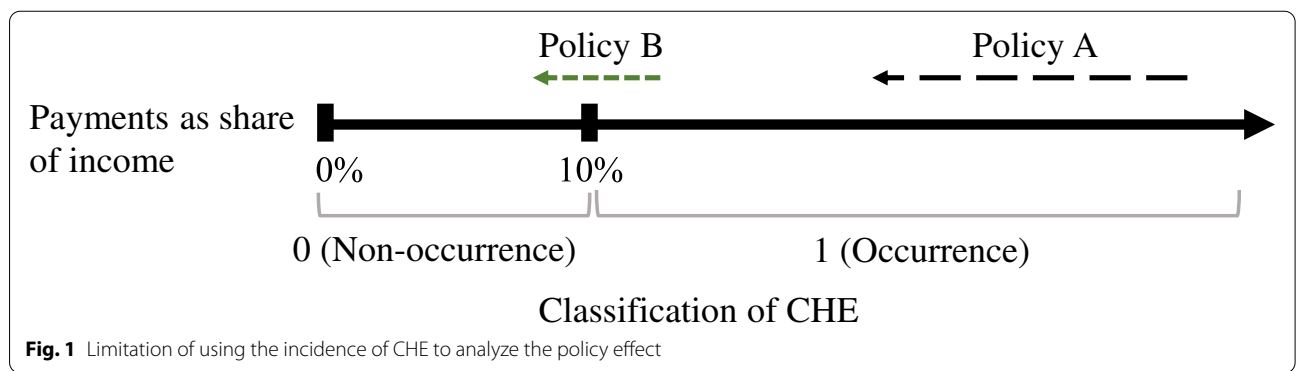 Policy B Policy A
Payments as share
of income
0% 10%
0 (Non-occurrence) 1 (Occurrence)
Classification of CHE
Fig. 1 Limitation of using the incidence of CHE to analyze the policy effect